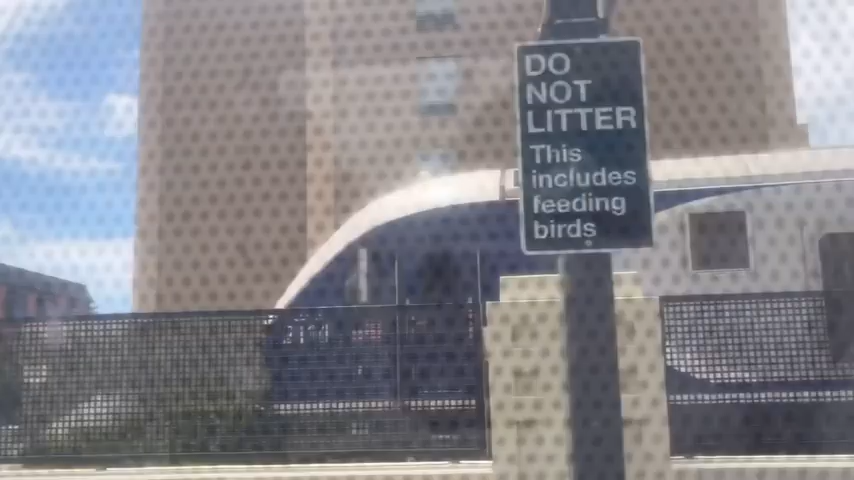 DO
NOT
LITTER
This
includes
feeding
birds